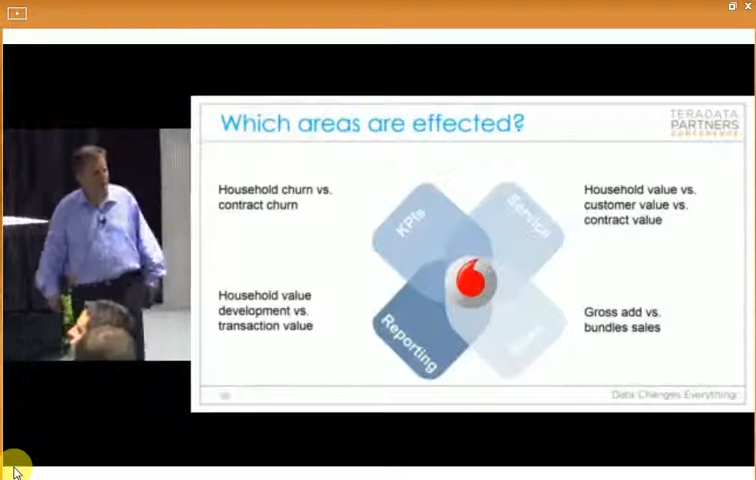 Which areas are effected?
TERADATA
PARTNERS
CONFERENCE
Household churn vs.
contract churn
KPIs
Service
Household value vs.
customer value vs.
contract value
Household value
development vs.
transaction value
Reporting
Gross add vs.
bundles sales
Data Changes Everything.